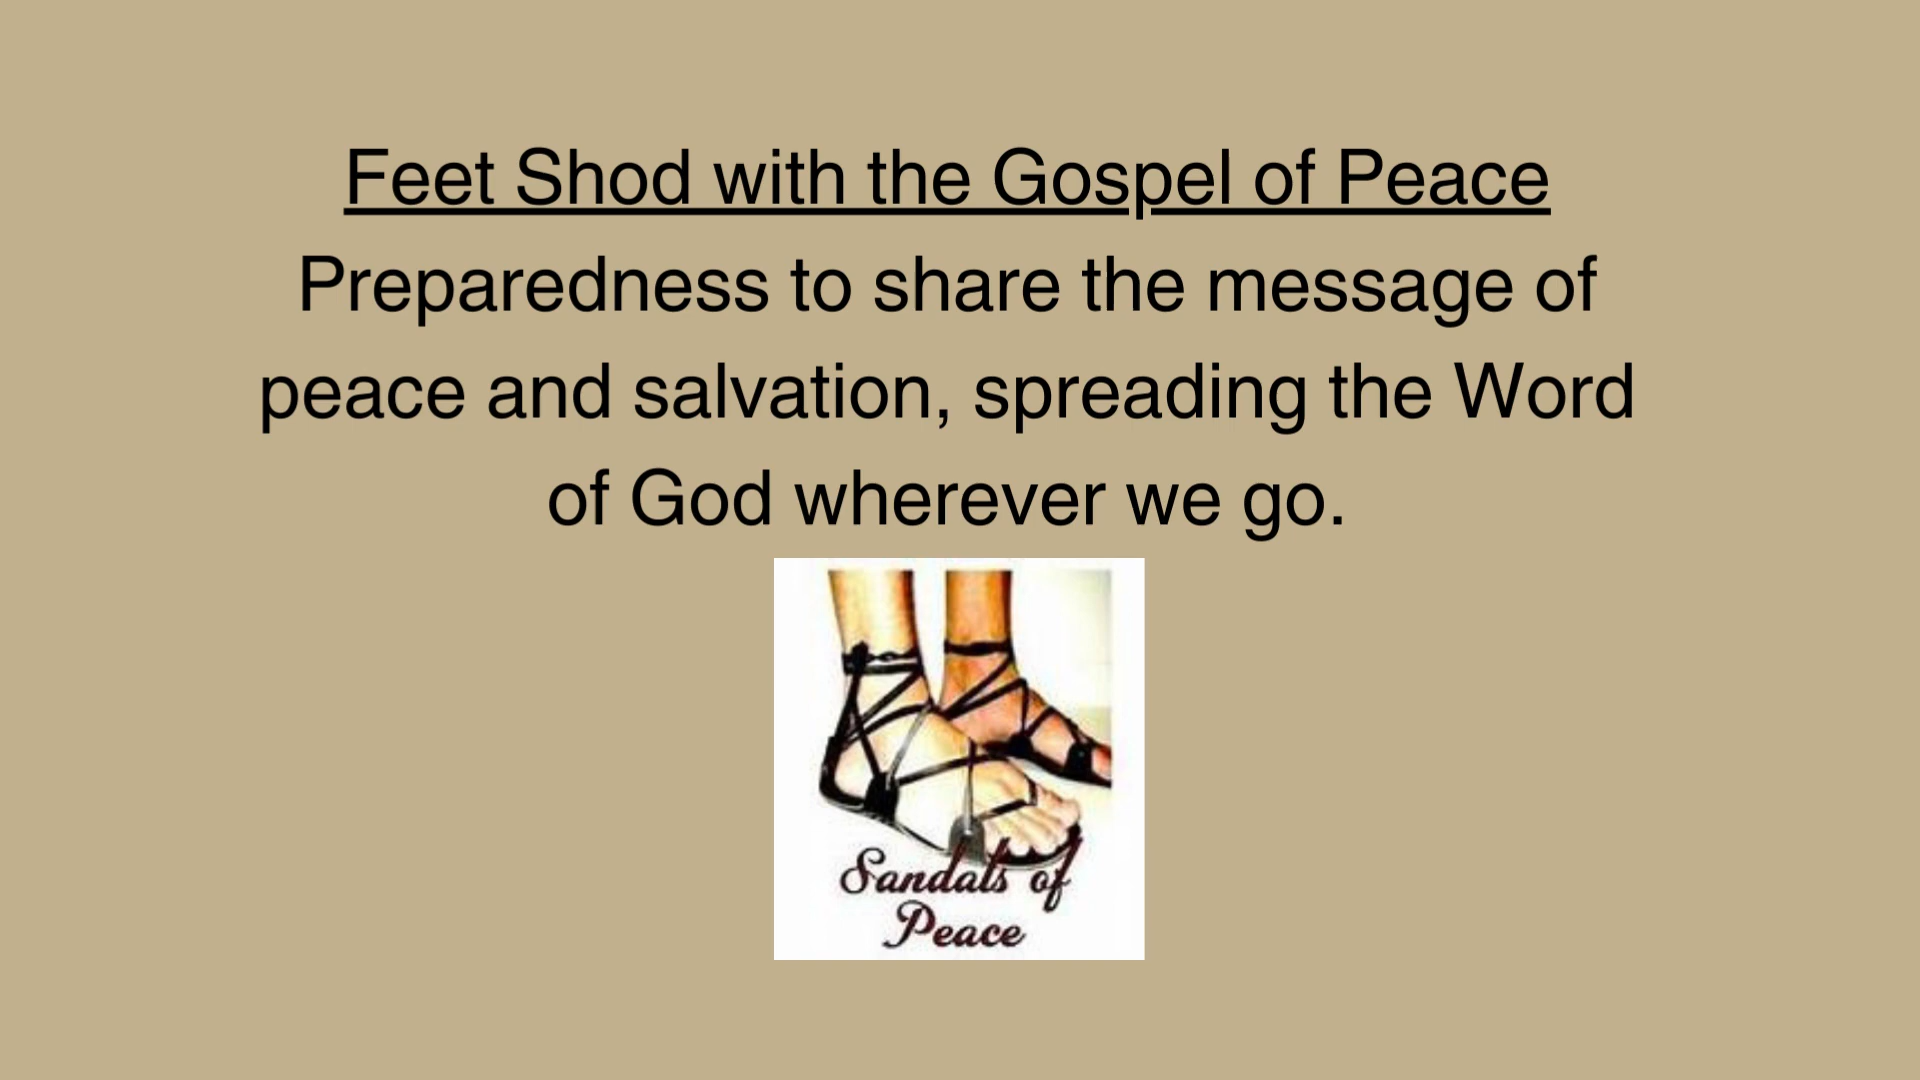 Feet Shod with the Gospel of Peace
Preparedness to share the message of
peace and salvation, spreading the Word
of God wherever we go.
Sandals of
Peace